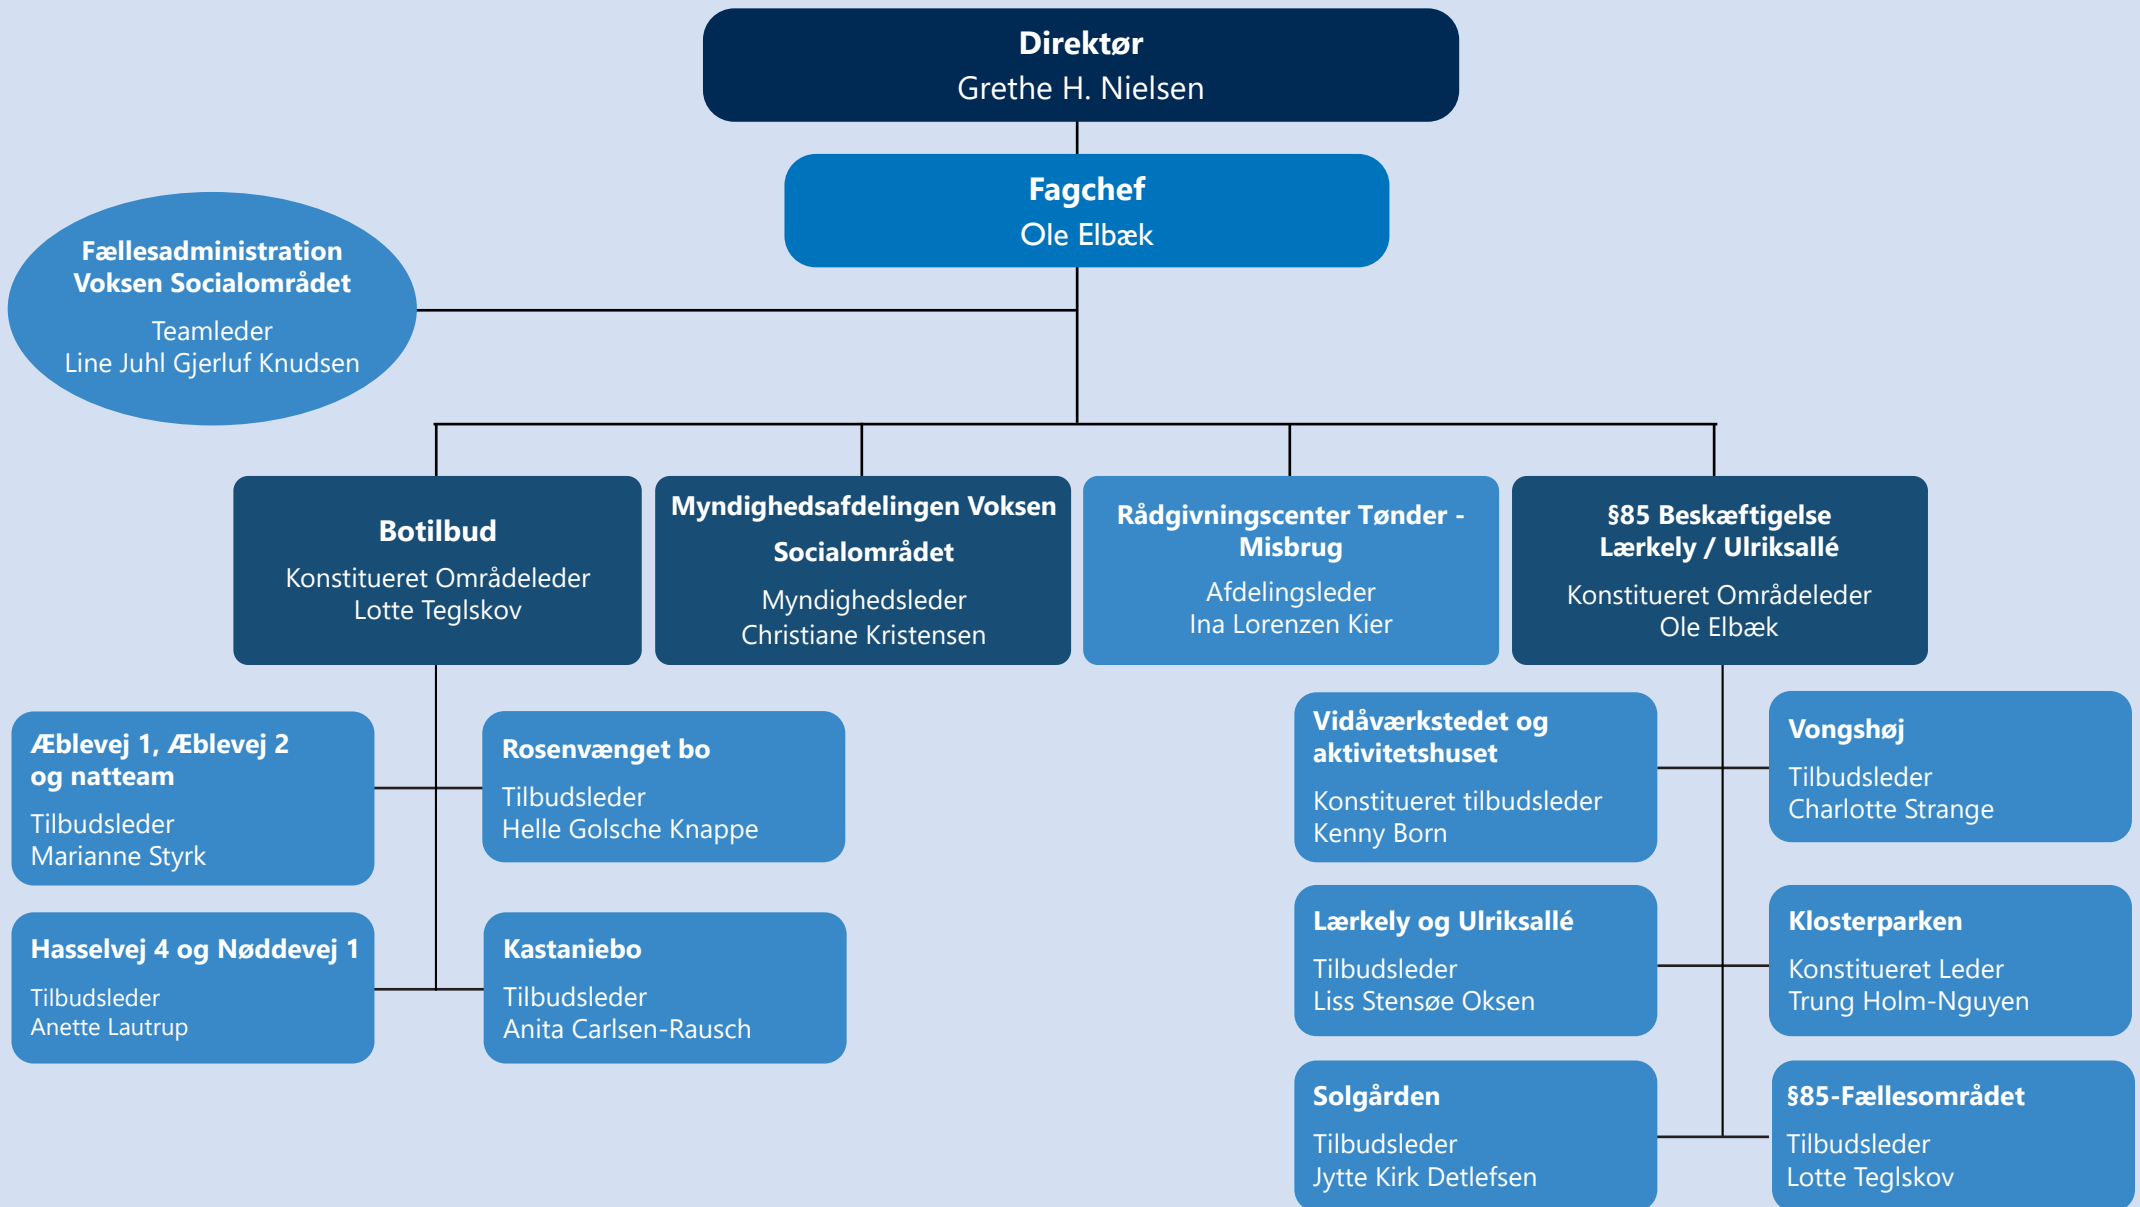 Direktør
Grethe H. Nielsen
Fagchef
Ole Elbæk
Fællesadministration
Voksen Socialområdet
Teamleder
Line Juhl Gjerluf Knudsen
Botilbud
Konstitueret Områdeleder
Lotte Teglskov
Myndighedsafdelingen Voksen
Socialområdet
Myndighedsleder
Christiane Kristensen
Rådgivningscenter Tønder -
Misbrug
Afdelingsleder
Ina Lorenzen Kier
§85 Beskæftigelse
Lærkely / Ulriksallé
Konstitueret Områdeleder
Ole Elbæk
Æblevej 1, Æblevej 2
og natteam
Tilbudsleder
Marianne Styrk
Rosenvænget bo
Tilbudsleder
Helle Golsche Knappe
Hasselvej 4 og Nøddevej 1
Tilbudsleder
Anette Lautrup
Kastaniebo
Tilbudsleder
Anita Carlsen-Rausch
Vidåværkstedet og
aktivitetshuset
Konstitueret tilbudsleder
Kenny Born
Vongshøj
Tilbudsleder
Charlotte Strange
Lærkely og Ulriksallé
Tilbudsleder
Liss Stensøe Oksen
Klosterparken
Konstitueret Leder
Trung Holm-Nguyen
Solgården
Tilbudsleder
Jytte Kirk Detlefsen
§85-Fællesområdet
Tilbudsleder
Lotte Teglskov